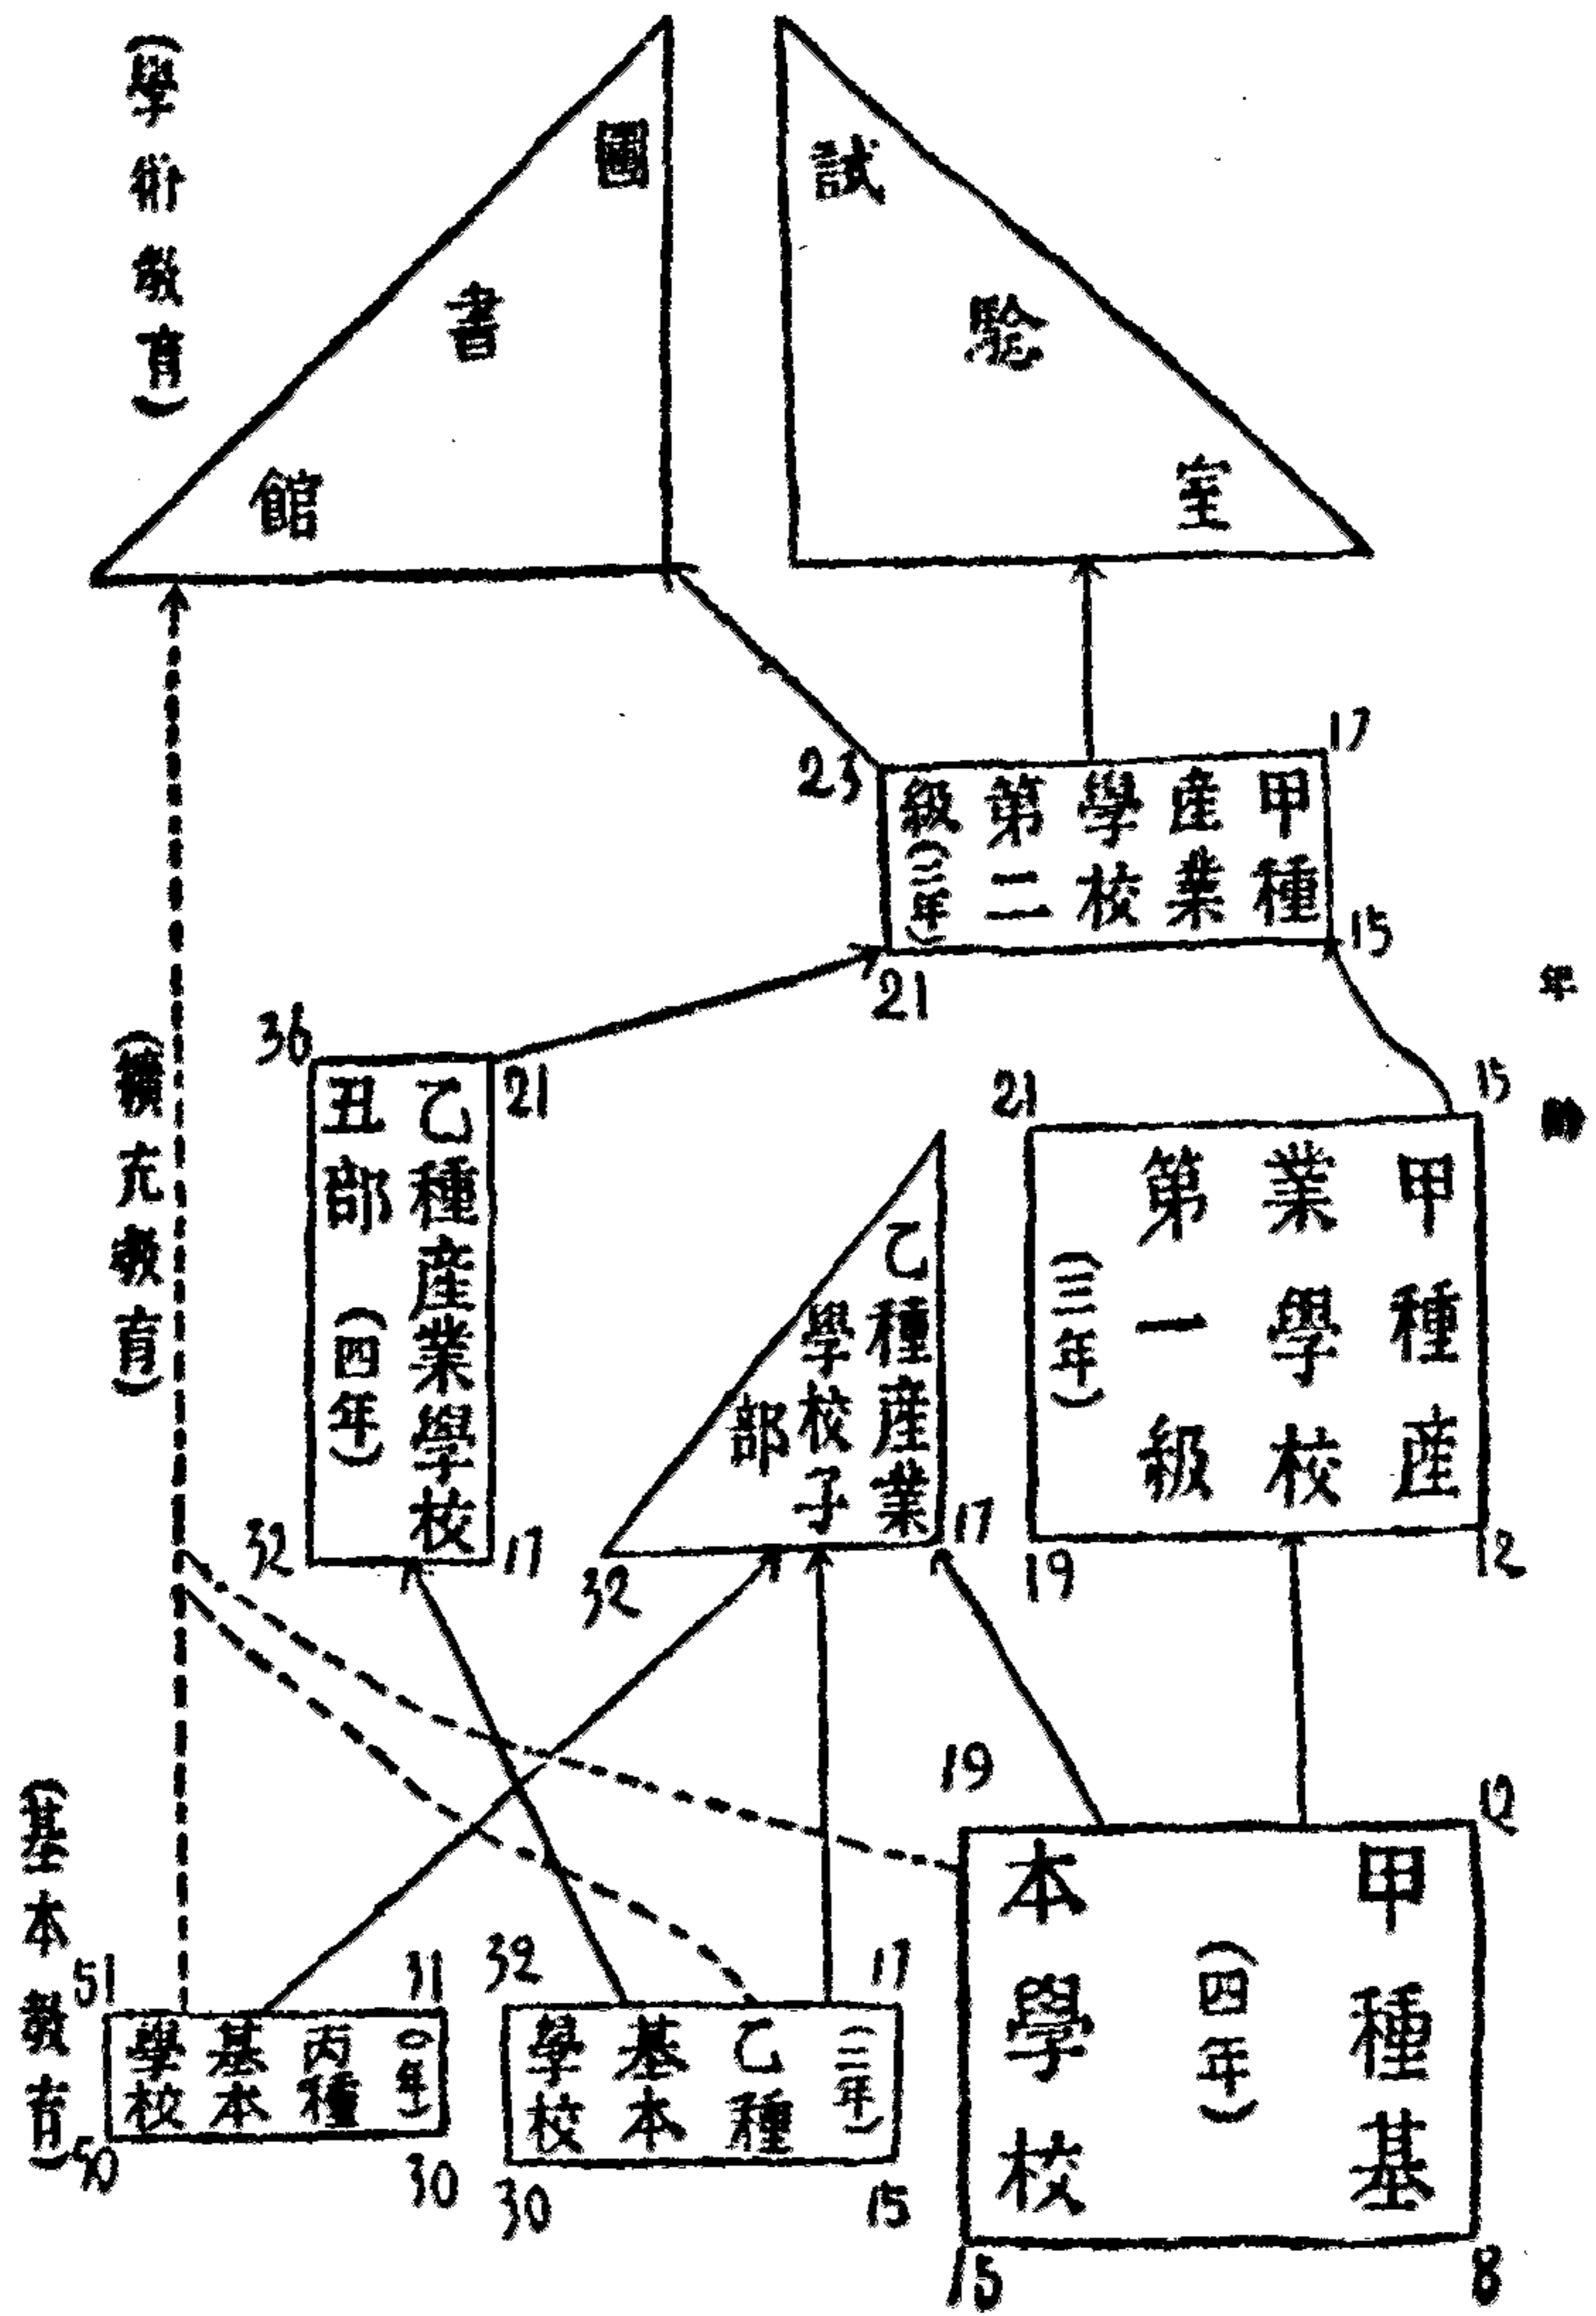 (學術教育)
圖書館
試驗室
23
17
甲種
產業
學校
第二
級(二年)
21
15
年齡
36
21
乙種產業學校
丑部(四年)
32
17
(擴充教育)
乙種產業
學校子
部
32
17
21
15
甲種產
業學校
第一級
(三年)
19
12
(基本教育)
51
31
(年)
丙種
基本
學校
50
30
32
17
(二年)
乙種
基本
學校
30
15
19
12
甲種基
(四年)
本學校
15
8